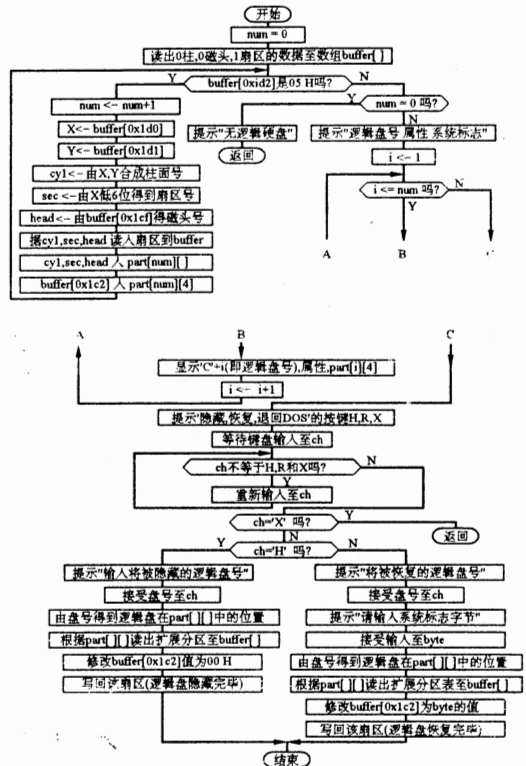 开始
num = 0
读出0柱,0磁头,1扇区的数据至数组buffer[ ]
Y
buffer[0xid2]是05 H吗?
N
num <- num+1
Y
num = 0 吗?
X<- buffer[0x1d0]
N
提示"无逻辑硬盘"
提示"逻辑盘号 属性 系统标志"
Y<- buffer[0x1d1]
返回
i <- 1
cy1<- 由X,Y合成柱面号
sec <-由X低6位得到扇区号
i <= num 吗?
N
head<- 由buffer[0x1cf]得磁头号
Y
据cy1,sec,head 读入扇区到buffer
cy1,sec,head 入 part[num][ ]
A
B
buffer[0x1c2] 入 part[num][4]
A
B
C
显示'C'+i(即逻辑盘号),属性,part[i][4]
i <- i+1
提示'隐藏,恢复,退回DOS'的按键H,R,X
等待键盘输入至ch
ch不等于H,R和X吗?
N
Y
重新输入至ch
ch='X' 吗?
Y
N
返回
Y
ch='H' 吗?
N
提示"输入将被隐藏的逻辑盘号"
提示"将被恢复的逻辑盘号"
接受盘号至ch
接受盘号至ch
由盘号得到逻辑盘在part[ ][ ]中的位置
提示"请输入系统标志字节"
根据part[ ][ ]读出扩展分区至buffer[ ]
接受输入至byte
修改buffer[0x1c2]值为00 H
由盘号得到逻辑盘在part[ ][ ]中的位置
写回该扇区(逻辑盘隐藏完毕)
根据part[ ][ ]读出扩展分区表至buffer[ ]
修改buffer[0x1c2]为byte的值
写回该扇区(逻辑盘恢复完毕)
结束